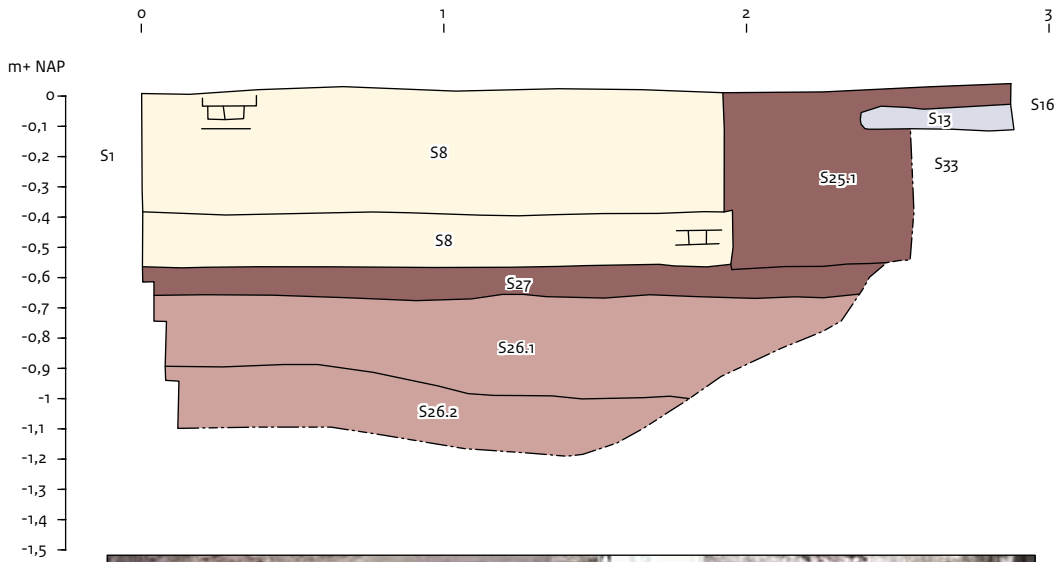 0 1 2 3
m+ NAP
0
-0,1
-0,2
-0,3
-0,4
-0,5
-0,6
-0,7
-0,8
-0,9
-1
-1,1
-1,2
-1,3
-1,4
-1,5
S1
S8
S8
S27
S26.1
S26.2
S25.1
S13
S16
S33